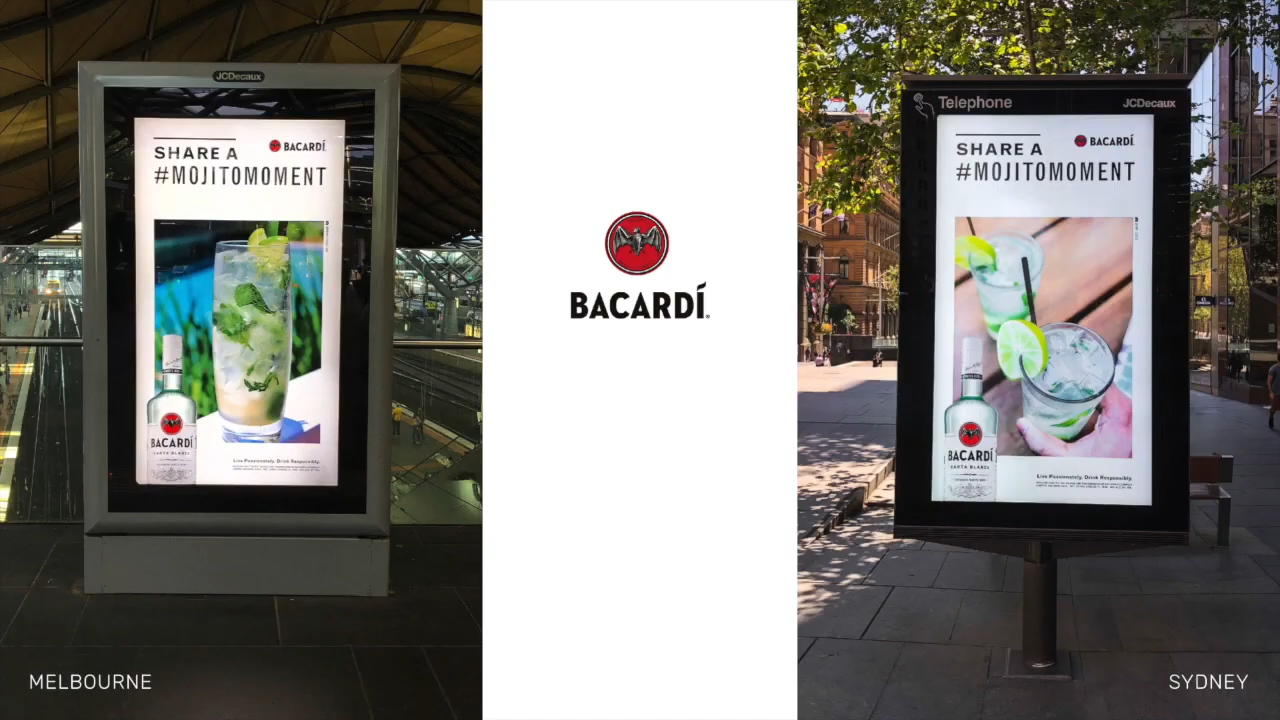 JCDecaux
SHARE A
BACARDÍ
#MOJITOMOMENT
BACARDÍ
CARTA BLANCA
Live Passionately. Drink Responsibly.
MELBOURNE
BACARDÍ
Telephone
JCDecaux
SHARE A
BACARDÍ
#MOJITOMOMENT
BACARDÍ
CARTA BLANCA
Live Passionately. Drink Responsibly.
SYDNEY